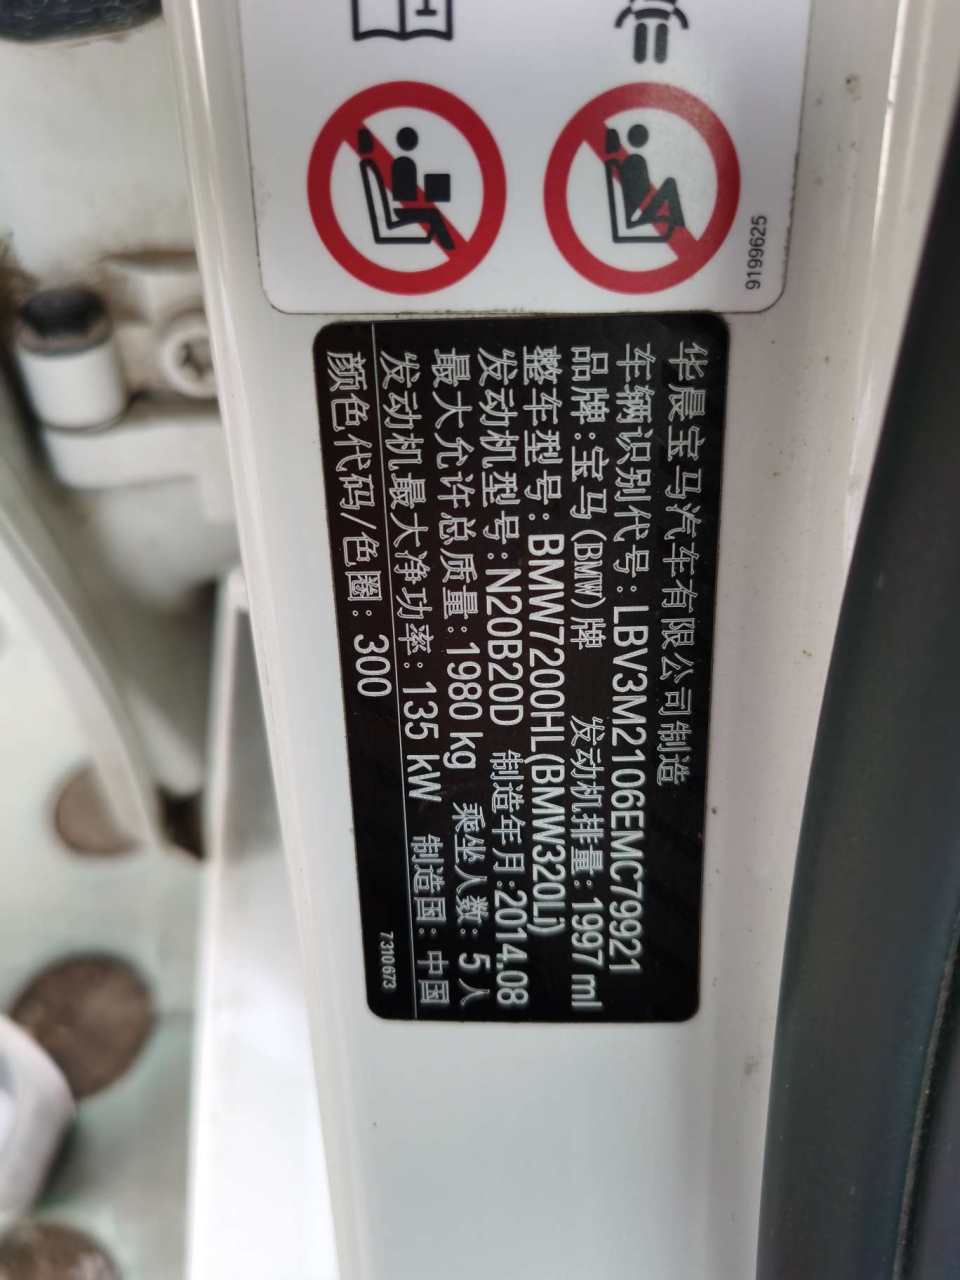 9199625
华晨宝马汽车有限公司制造
车辆识别代号:LBV3M2106EMC79921
品牌:宝马(BMW)牌 发动机排量:1997 ml
整车型号:BMW7200HL(BMW320Li)
发动机型号:N20B20D 制造年月:2014.08
最大允许总质量:1980 kg 乘坐人数:5人
发动机最大净功率:135 kW 制造国:中国
颜色代码/色圈:300
7 310 673